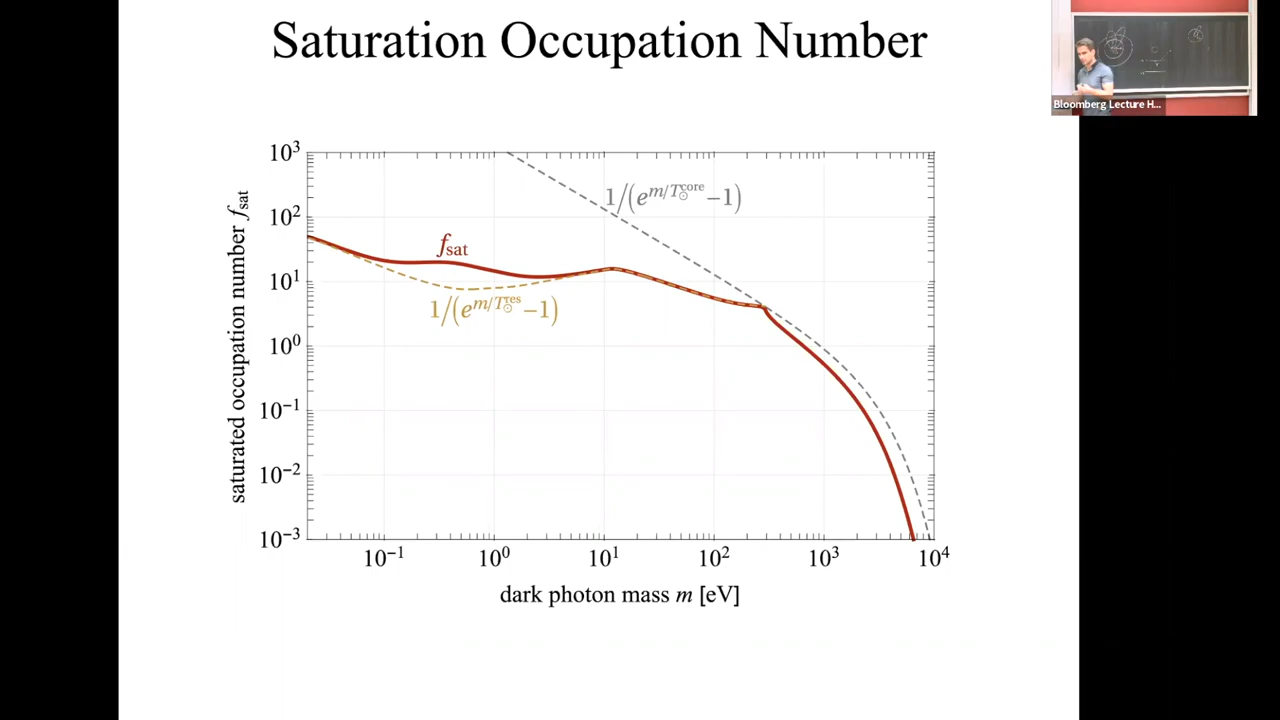 Saturation Occupation Number
Bloomberg Lecture H...
saturated occupation number f_sat
10³
10²
10¹
10⁰
10⁻¹
10⁻²
10⁻³
1/(e^{m/T_⊙^core} −1)
f_sat
1/(e^{m/T_⊙^res} −1)
10⁻¹ 10⁰ 10¹ 10² 10³ 10⁴
dark photon mass m [eV]